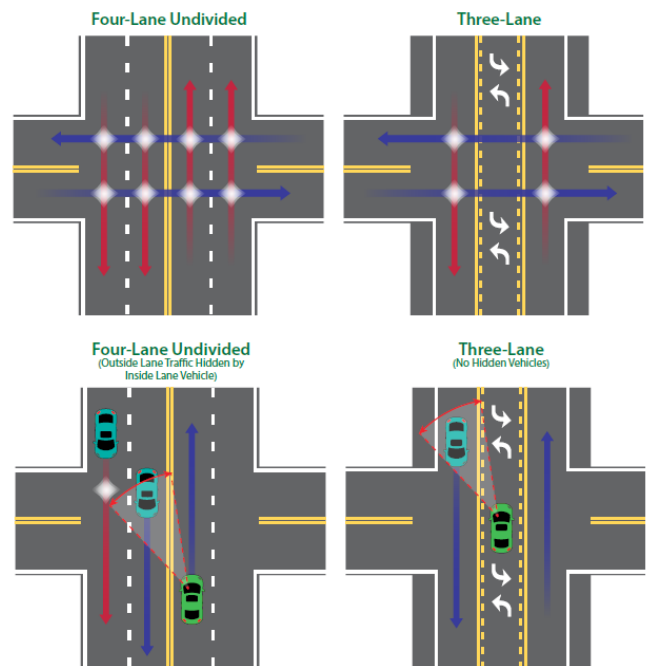 Four-Lane Undivided
Three-Lane
Four-Lane Undivided
(Outside Lane Traffic Hidden by
Inside Lane Vehicle)
Three-Lane
(No Hidden Vehicles)